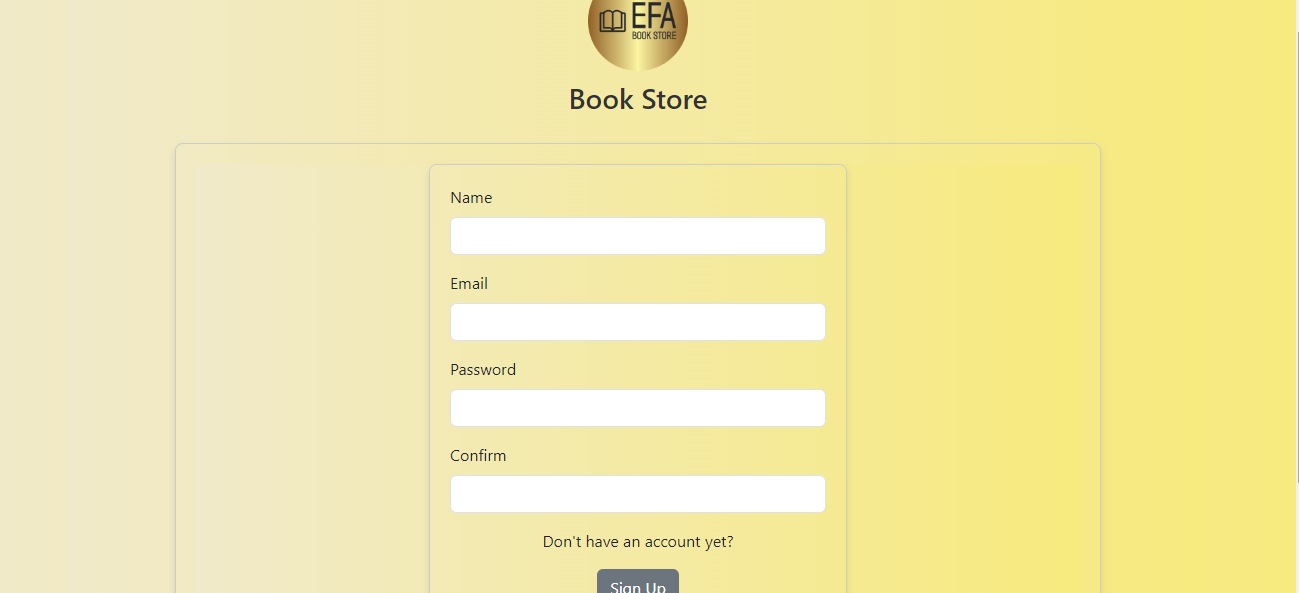 EFA
BOOK STORE
Book Store
Name
Email
Password
Confirm
Don't have an account yet?
Sign Up